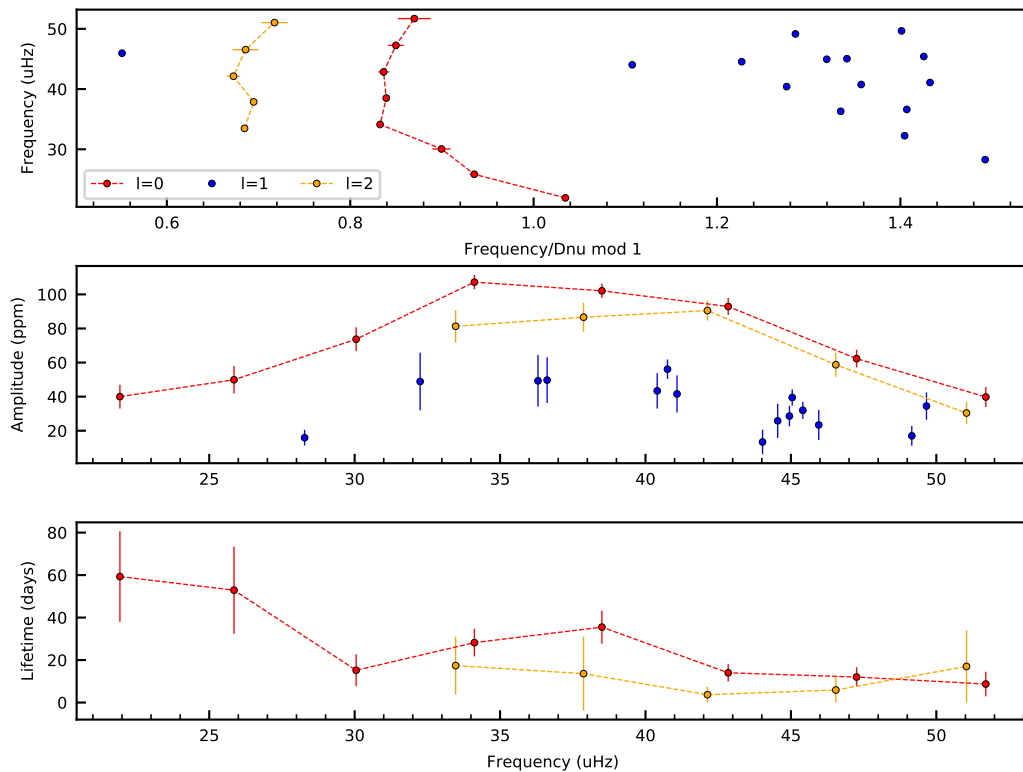 50
40
30
Frequency (uHz)
l=0 l=1 l=2
0.6 0.8 1.0 1.2 1.4
Frequency/Dnu mod 1
100
80
60
40
20
Amplitude (ppm)
25 30 35 40 45 50
80
60
40
20
0
Lifetime (days)
25 30 35 40 45 50
Frequency (uHz)